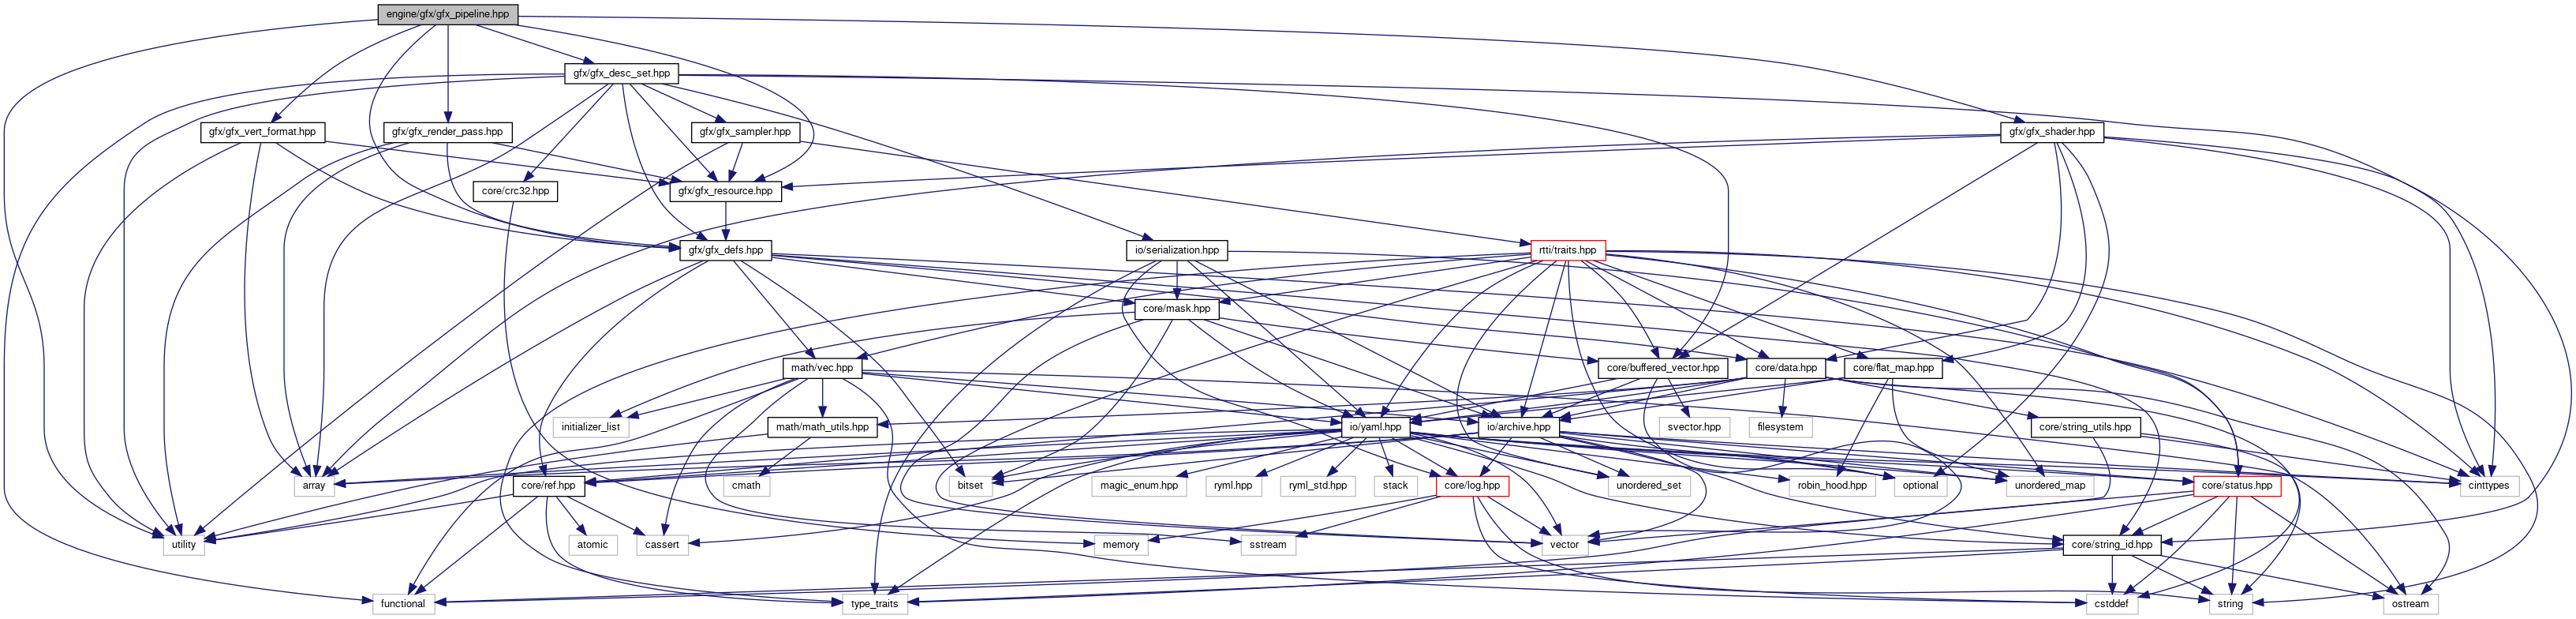 engine/gfx/gfx_pipeline.hpp
gfx/gfx_desc_set.hpp
gfx/gfx_vert_format.hpp
gfx/gfx_render_pass.hpp
gfx/gfx_sampler.hpp
gfx/gfx_shader.hpp
core/crc32.hpp
gfx/gfx_resource.hpp
gfx/gfx_defs.hpp
io/serialization.hpp
rtti/traits.hpp
core/mask.hpp
math/vec.hpp
core/buffered_vector.hpp
core/data.hpp
core/flat_map.hpp
initializer_list
math/math_utils.hpp
io/yaml.hpp
io/archive.hpp
svector.hpp
filesystem
core/string_utils.hpp
array
core/ref.hpp
cmath
bitset
magic_enum.hpp
ryml.hpp
ryml_std.hpp
stack
core/log.hpp
unordered_set
robin_hood.hpp
optional
unordered_map
core/status.hpp
cinttypes
utility
atomic
cassert
memory
sstream
vector
core/string_id.hpp
functional
type_traits
cstddef
string
ostream